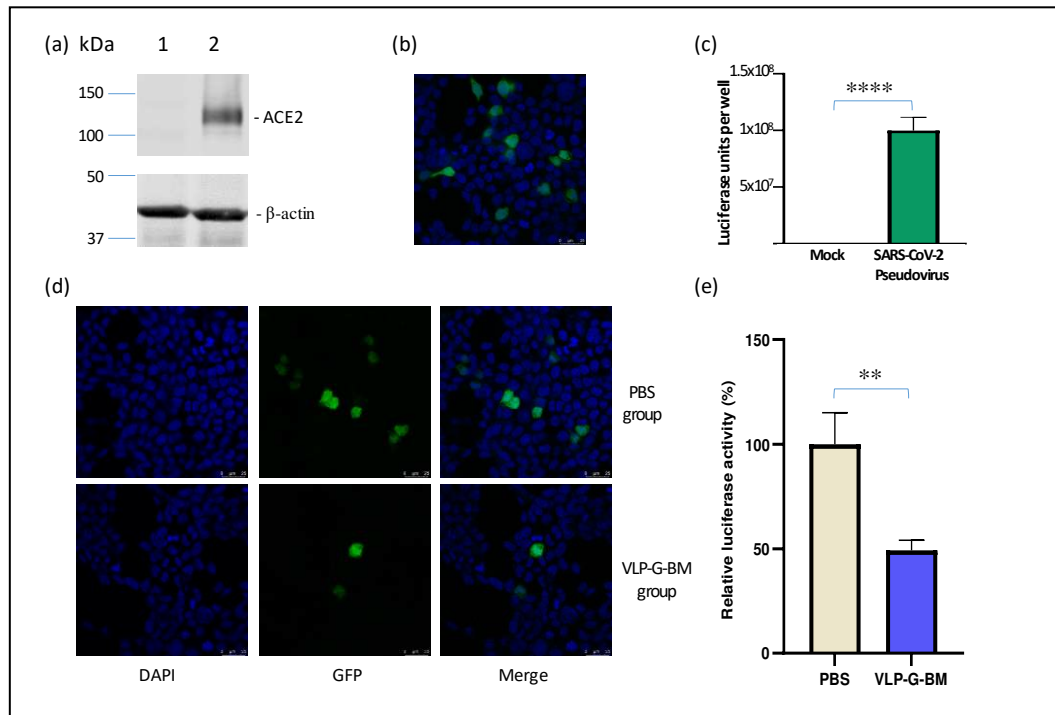 (a) kDa 1 2
150
100
50
37
- ACE2
- β-actin
(b)
(c)
Luciferase units per well
1.5x10⁸
1x10⁸
5x10⁷
****
Mock
SARS-CoV-2
Pseudovirus
(d)
PBS
group
VLP-G-BM
group
DAPI
GFP
Merge
(e)
Relative luciferase activity (%)
150
100
50
0
**
PBS
VLP-G-BM